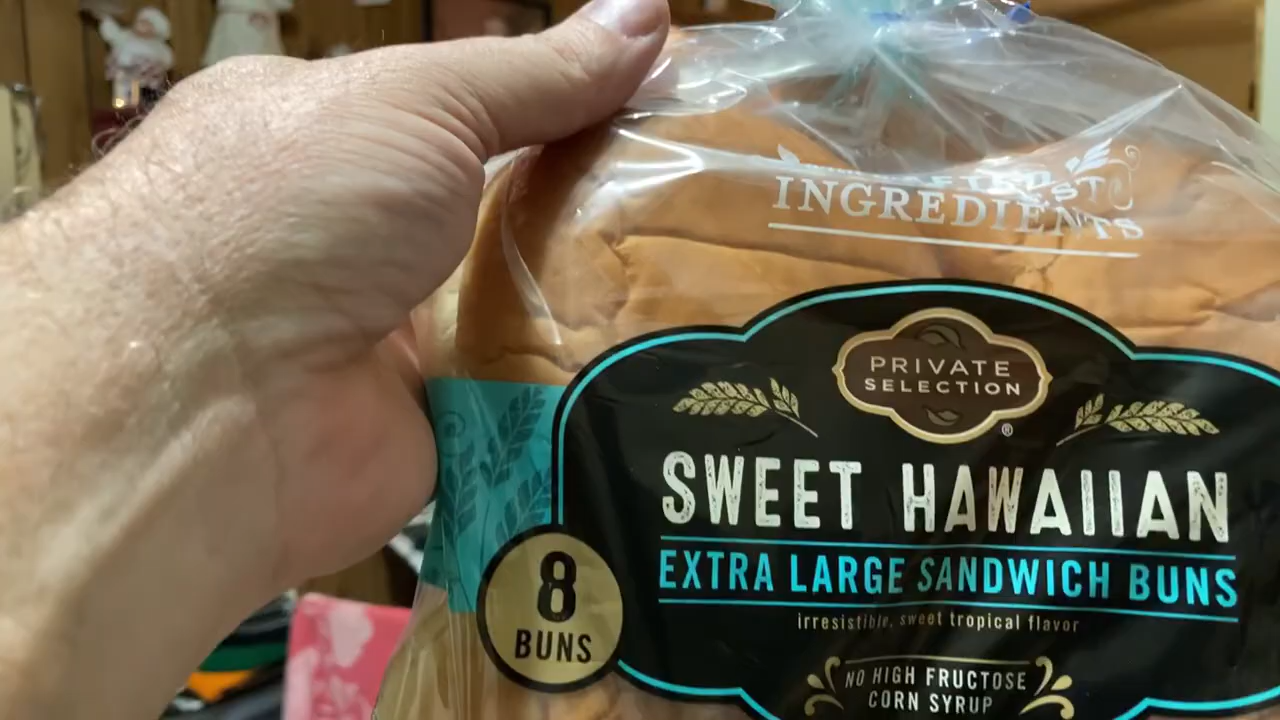 INGREDIENTS
PRIVATE
SELECTION
®
SWEET HAWAIIAN
EXTRA LARGE SANDWICH BUNS
irresistible, sweet tropical flavor
8
BUNS
NO HIGH FRUCTOSE
CORN SYRUP